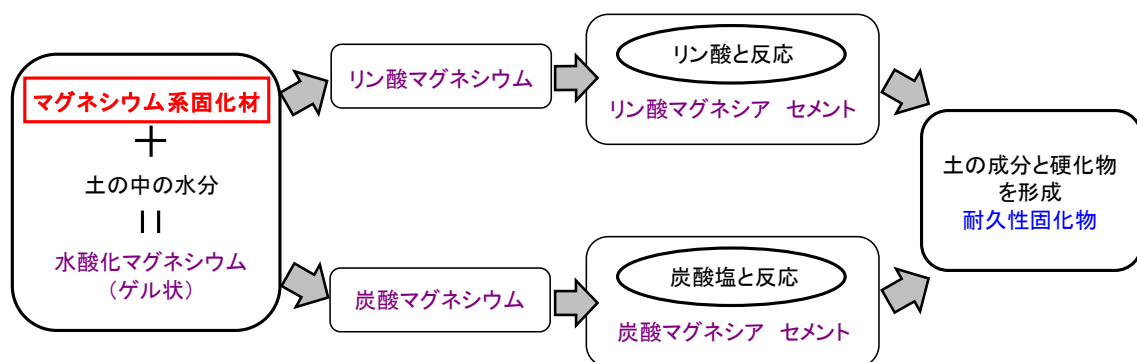 マグネシウム系固化材
＋
土の中の水分
＝
水酸化マグネシウム
（ゲル状）
リン酸マグネシウム
リン酸と反応
リン酸マグネシア　セメント
炭酸マグネシウム
炭酸塩と反応
炭酸マグネシア　セメント
土の成分と硬化物
を形成
耐久性固化物